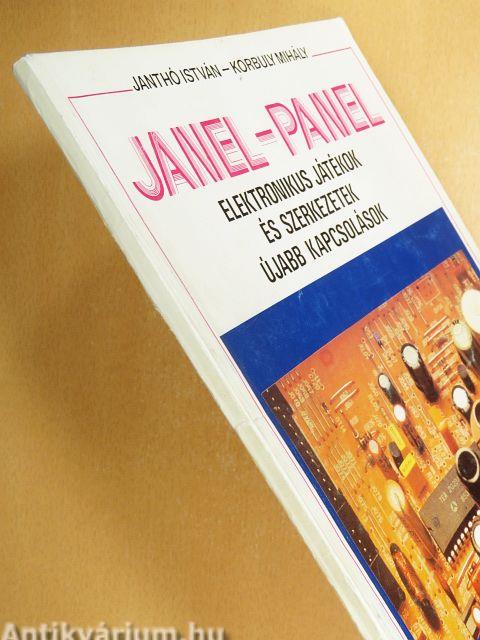 JANTHÓ ISTVÁN – KORBULY MIHÁLY
JANEL–PANEL
ELEKTRONIKUS JÁTÉKOK
ÉS SZERKEZETEK
ÚJABB KAPCSOLÁSOK
Antikvárium.hu